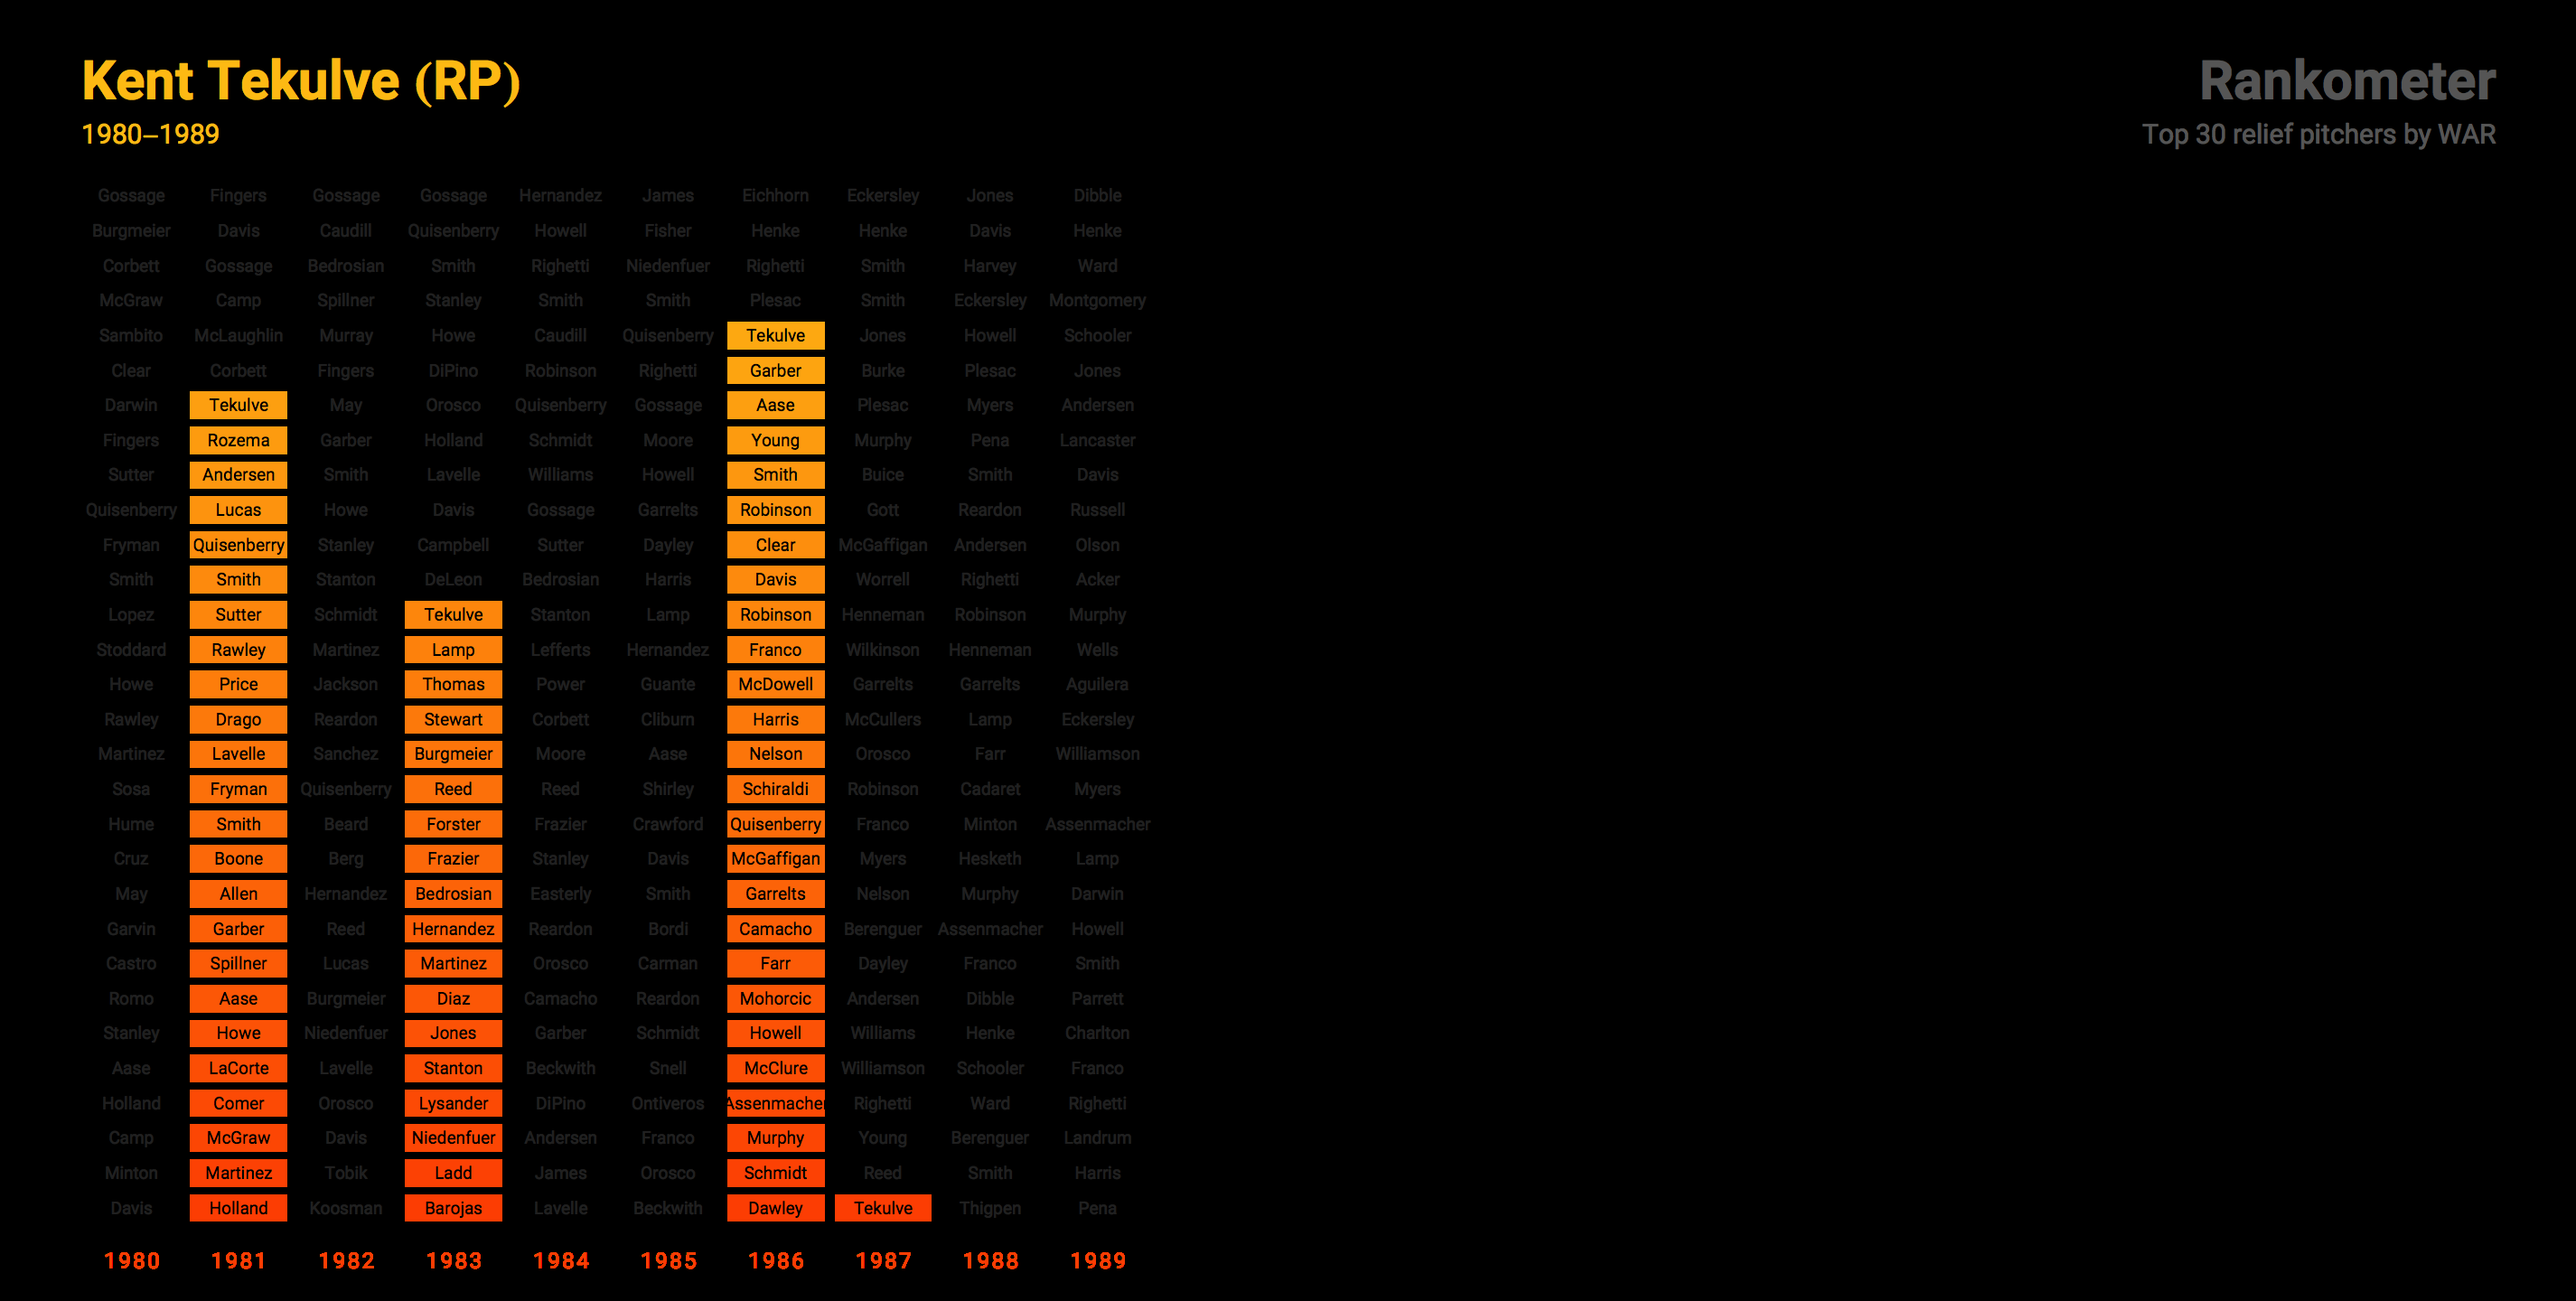 Kent Tekulve (RP)
1980–1989
Rankometer
Top 30 relief pitchers by WAR
Gossage Fingers Gossage Gossage Hernandez James Eichhorn Eckersley Jones Dibble
Burgmeier Davis Caudill Quisenberry Howell Fisher Henke Henke Davis Henke
Corbett Gossage Bedrosian Smith Righetti Niedenfuer Righetti Smith Harvey Ward
McGraw Camp Spillner Stanley Smith Smith Plesac Smith Eckersley Montgomery
Sambito McLaughlin Murray Howe Caudill Quisenberry Tekulve Jones Howell Schooler
Clear Corbett Fingers DiPino Robinson Righetti Garber Burke Plesac Jones
Darwin Tekulve May Orosco Quisenberry Gossage Aase Plesac Myers Andersen
Fingers Rozema Garber Holland Schmidt Moore Young Murphy Pena Lancaster
Sutter Andersen Smith Lavelle Williams Howell Smith Buice Smith Davis
Quisenberry Lucas Howe Davis Gossage Garrelts Robinson Gott Reardon Russell
Fryman Quisenberry Stanley Campbell Sutter Dayley Clear McGaffigan Andersen Olson
Smith Smith Stanton DeLeon Bedrosian Harris Davis Worrell Righetti Acker
Lopez Sutter Schmidt Tekulve Stanton Lamp Robinson Henneman Robinson Murphy
Stoddard Rawley Martinez Lamp Lefferts Hernandez Franco Wilkinson Henneman Wells
Howe Price Jackson Thomas Power Guante McDowell Garrelts Garrelts Aguilera
Rawley Drago Reardon Stewart Corbett Cliburn Harris McCullers Lamp Eckersley
Martinez Lavelle Sanchez Burgmeier Moore Aase Nelson Orosco Farr Williamson
Sosa Fryman Quisenberry Reed Reed Shirley Schiraldi Robinson Cadaret Myers
Hume Smith Beard Forster Frazier Crawford Quisenberry Franco Minton Assenmacher
Cruz Boone Berg Frazier Stanley Davis McGaffigan Myers Hesketh Lamp
May Allen Hernandez Bedrosian Easterly Smith Garrelts Nelson Murphy Darwin
Garvin Garber Reed Hernandez Reardon Bordi Camacho Berenguer Assenmacher Howell
Castro Spillner Lucas Martinez Orosco Carman Farr Dayley Franco Smith
Romo Aase Burgmeier Diaz Camacho Reardon Mohorcic Andersen Dibble Parrett
Stanley Howe Niedenfuer Jones Garber Schmidt Howell Williams Henke Charlton
Aase LaCorte Lavelle Stanton Beckwith Snell McClure Williamson Schooler Franco
Holland Comer Orosco Lysander DiPino Ontiveros Assenmacher Righetti Ward Righetti
Camp McGraw Davis Niedenfuer Andersen Franco Murphy Young Berenguer Landrum
Minton Martinez Tobik Ladd James Orosco Schmidt Reed Smith Harris
Davis Holland Koosman Barojas Lavelle Beckwith Dawley Tekulve Thigpen Pena
1980 1981 1982 1983 1984 1985 1986 1987 1988 1989